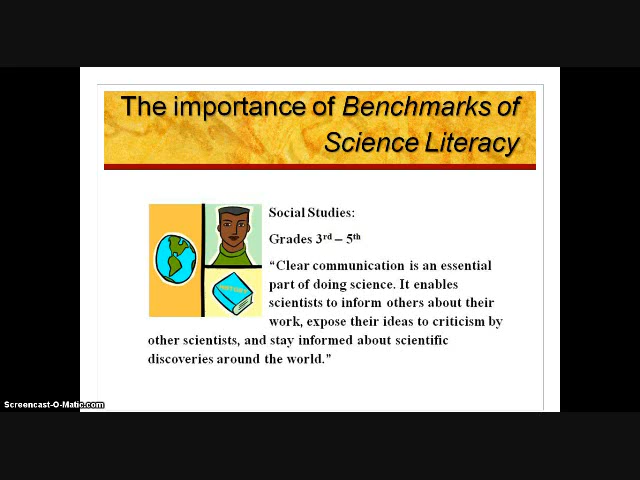 The importance of Benchmarks of
Science Literacy
Social Studies:
Grades 3rd – 5th
“Clear communication is an essential
part of doing science. It enables
scientists to inform others about their
work, expose their ideas to criticism by
other scientists, and stay informed about scientific
discoveries around the world.”
HISTORY
Screencast-O-Matic.com